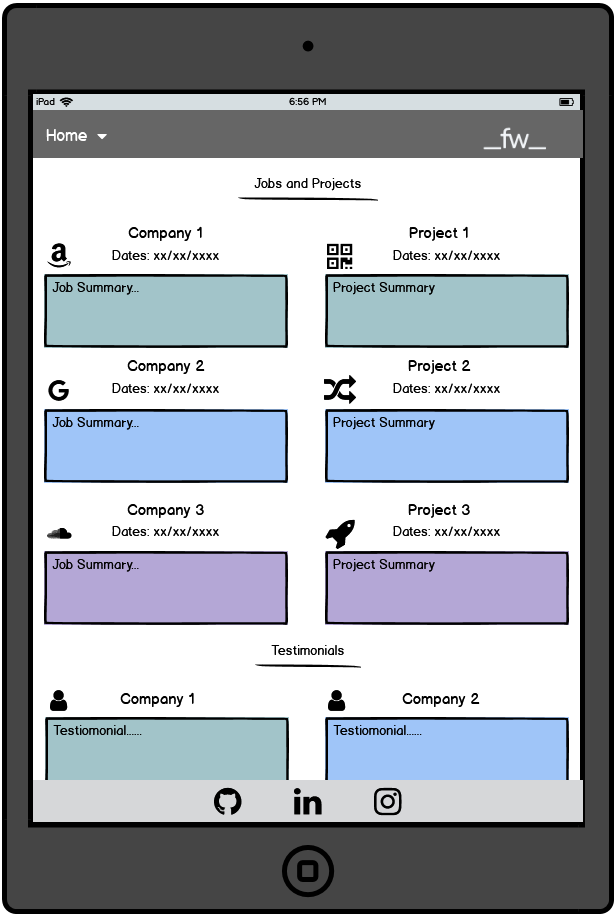 iPad 6:56 PM
Home _fw_
Jobs and Projects
Company 1
Dates: xx/xx/xxxx
Job Summary...
Project 1
Dates: xx/xx/xxxx
Project Summary
Company 2
Dates: xx/xx/xxxx
Job Summary...
Project 2
Dates: xx/xx/xxxx
Project Summary
Company 3
Dates: xx/xx/xxxx
Job Summary...
Project 3
Dates: xx/xx/xxxx
Project Summary
Testimonials
Company 1
Testiomonial......
Company 2
Testiomonial......
in